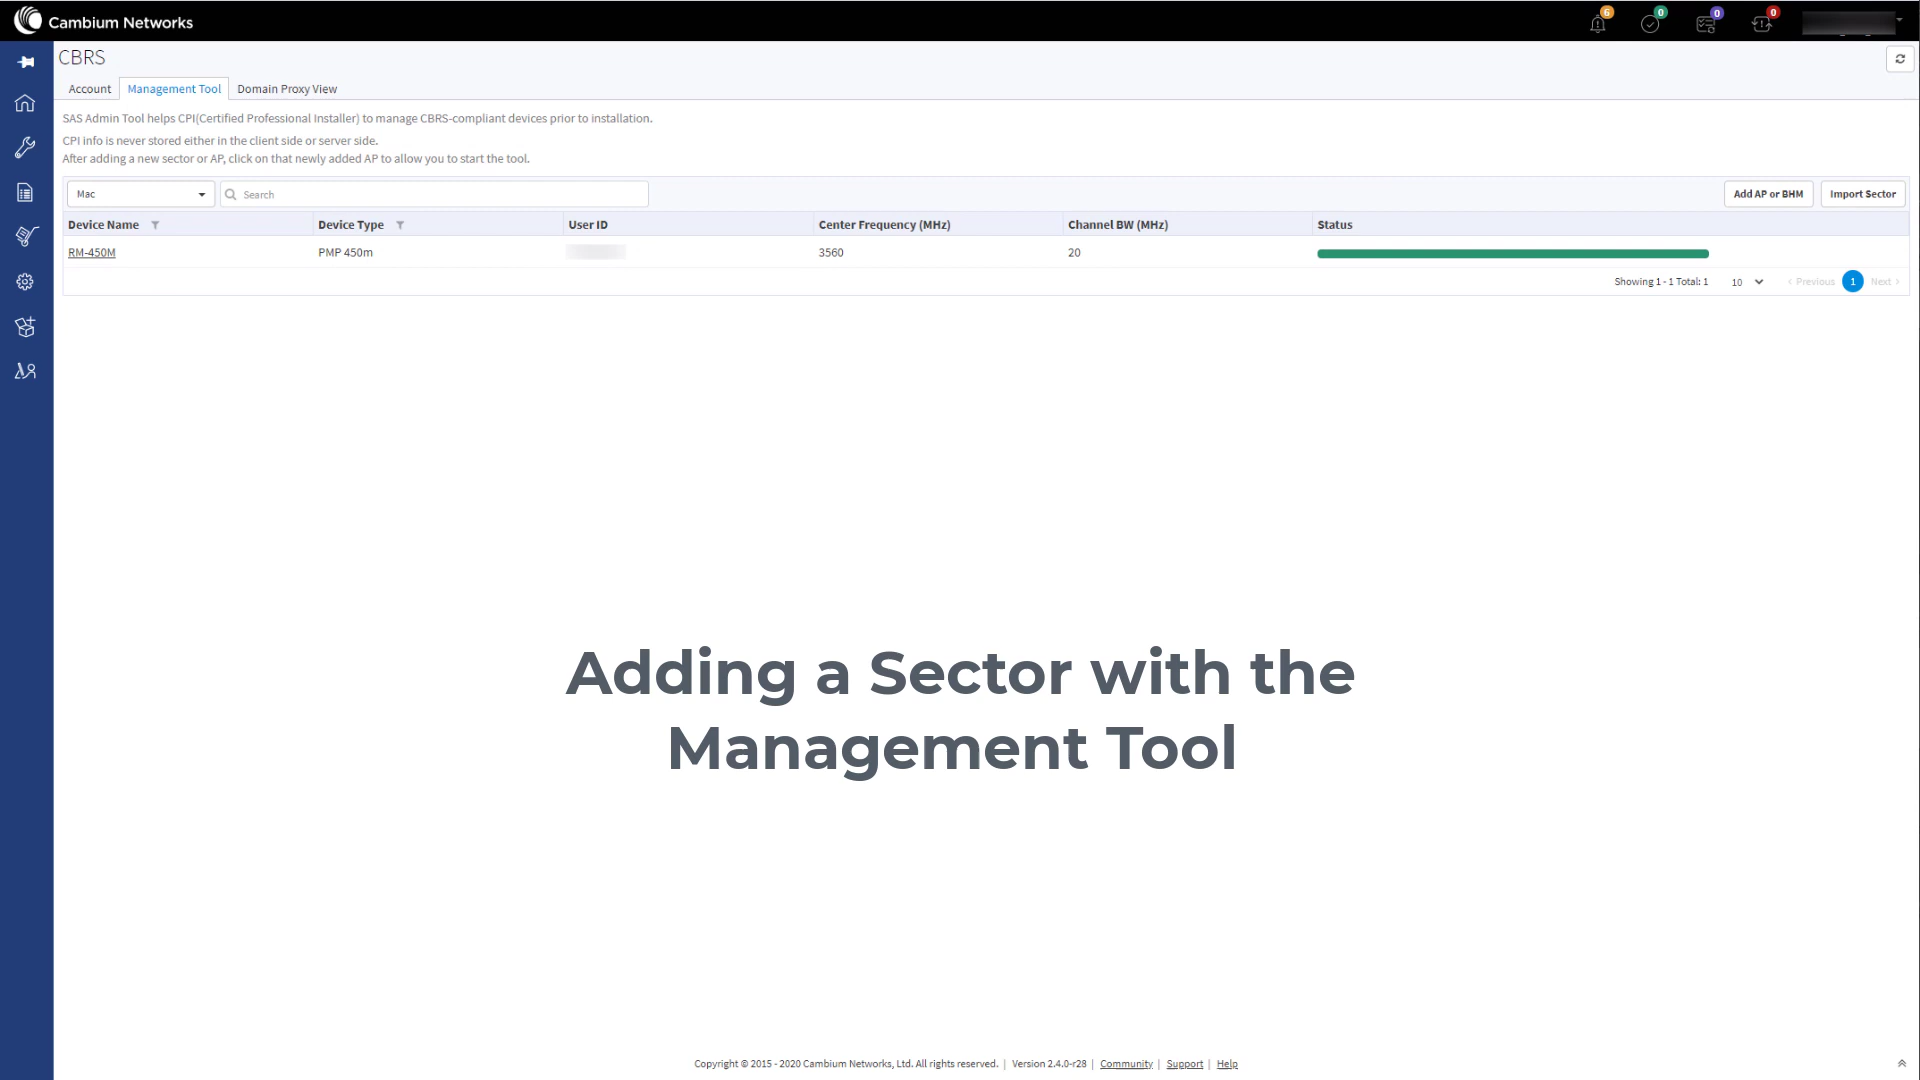 Cambium Networks
6
0
0
0
CBRS
Account Management Tool Domain Proxy View
SAS Admin Tool helps CPI(Certified Professional Installer) to manage CBRS-compliant devices prior to installation.
CPI info is never stored either in the client side or server side.
After adding a new sector or AP, click on that newly added AP to allow you to start the tool.
Mac Search Add AP or BHM Import Sector
Device Name Device Type User ID Center Frequency (MHz) Channel BW (MHz) Status
RM-450M PMP 450m 3560 20
Showing 1 - 1 Total: 1 10 < Previous 1 Next >
Adding a Sector with the
Management Tool
Copyright © 2015 - 2020 Cambium Networks, Ltd. All rights reserved. | Version 2.4.0-r28 | Community | Support | Help